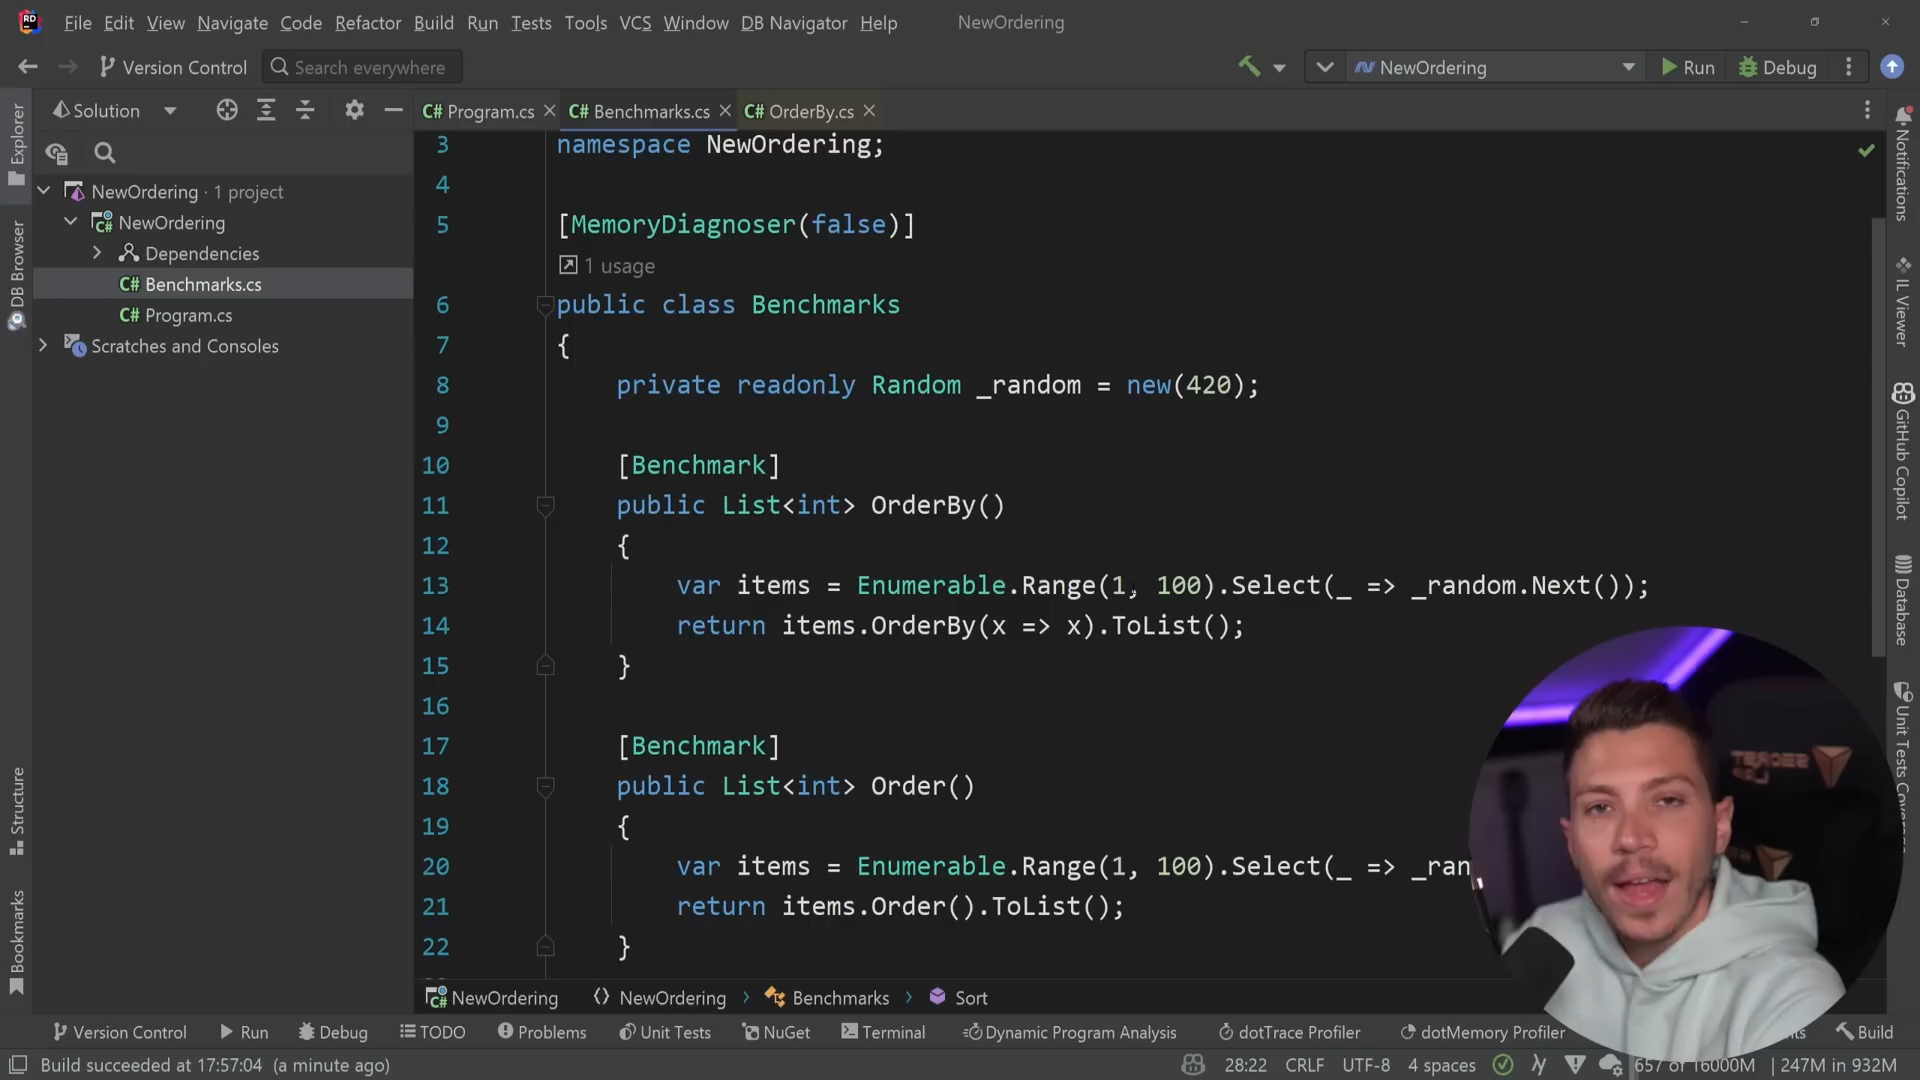 RD File Edit View Navigate Code Refactor Build Run Tests Tools VCS Window DB Navigator Help NewOrdering
Version Control Search everywhere NewOrdering Run Debug
Explorer
DB Browser
Structure
Bookmarks
Solution
NewOrdering · 1 project
NewOrdering
Dependencies
C# Benchmarks.cs
C# Program.cs
Scratches and Consoles
C# Program.cs C# Benchmarks.cs C# OrderBy.cs
3 namespace NewOrdering;
4
5 [MemoryDiagnoser(false)]
1 usage
6 public class Benchmarks
7 {
8 private readonly Random _random = new(420);
9
10 [Benchmark]
11 public List<int> OrderBy()
12 {
13 var items = Enumerable.Range(1, 100).Select(_ => _random.Next());
14 return items.OrderBy(x => x).ToList();
15 }
16
17 [Benchmark]
18 public List<int> Order()
19 {
20 var items = Enumerable.Range(1, 100).Select(_ => _ran
21 return items.Order().ToList();
22 }
Notifications
IL Viewer
GitHub Copilot
Database
Unit Tests Coverage
NewOrdering NewOrdering Benchmarks Sort
Version Control Run Debug TODO Problems Unit Tests NuGet Terminal Dynamic Program Analysis dotTrace Profiler dotMemory Profiler Build
Build succeeded at 17:57:04 (a minute ago) 28:22 CRLF UTF-8 4 spaces 657 of 16000M 247M in 932M